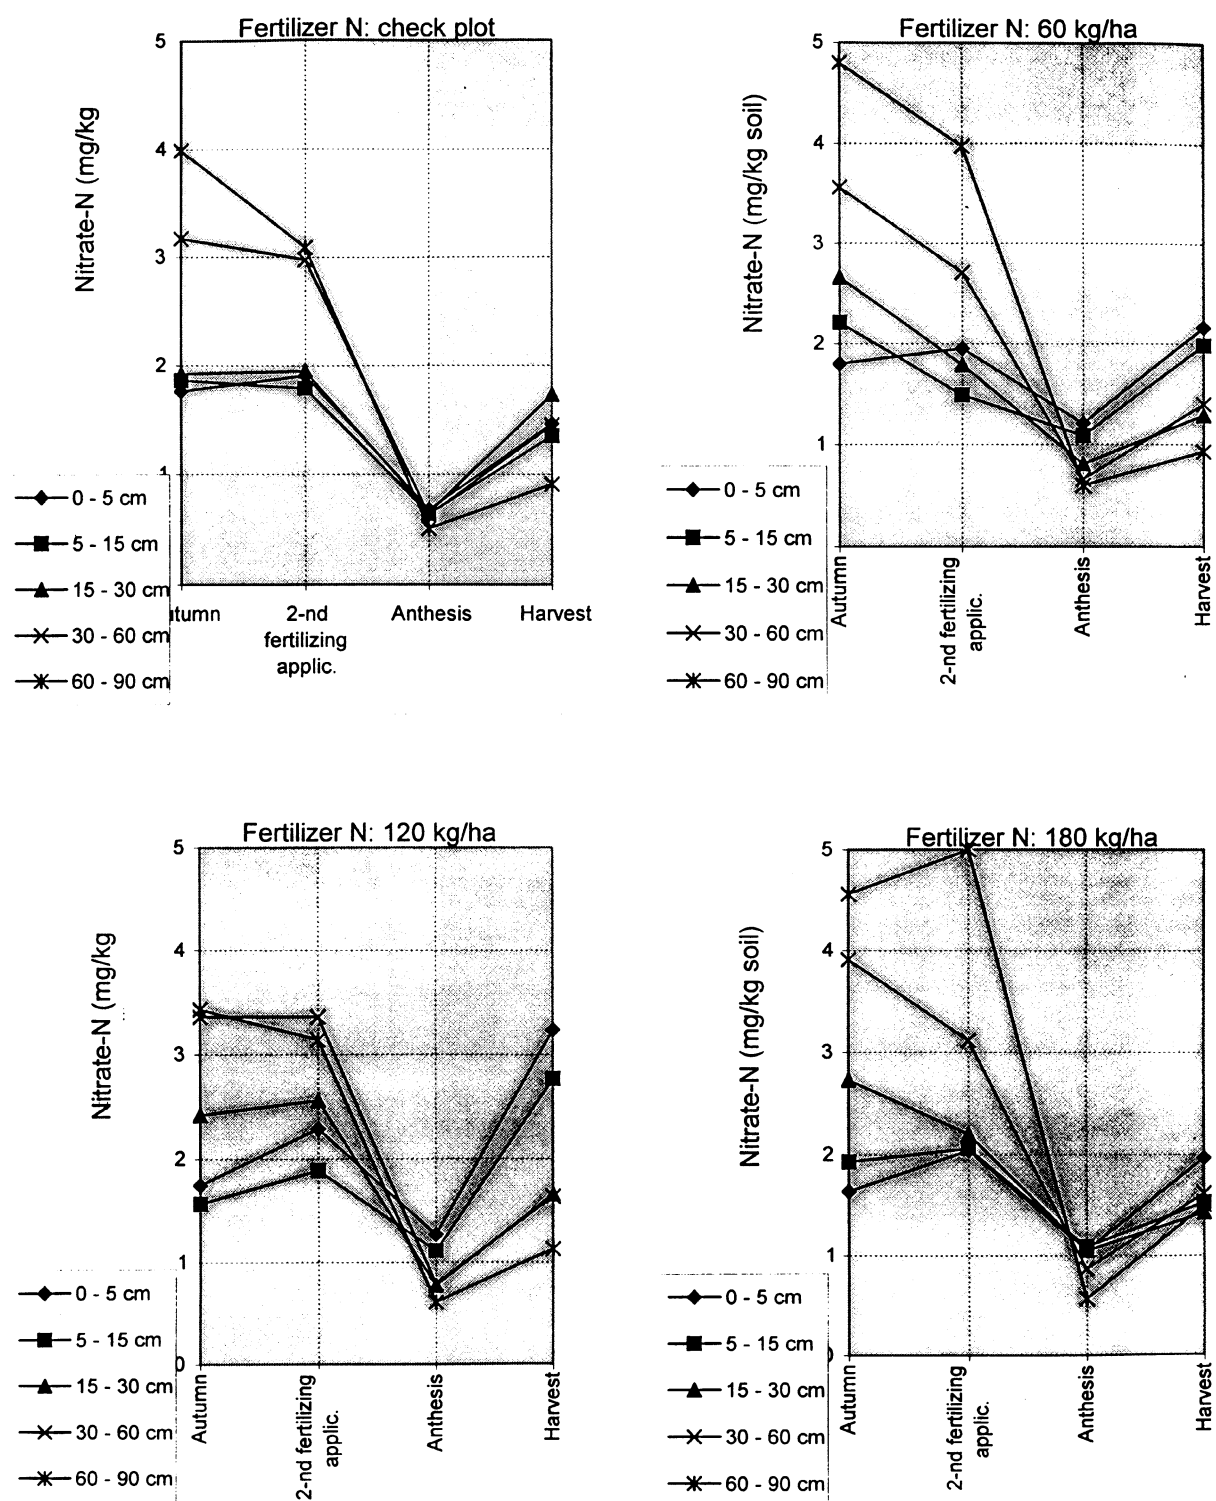 Fertilizer N: check plot
Nitrate-N (mg/kg)
5
4
3
2
1
0 - 5 cm
5 - 15 cm
15 - 30 cm
30 - 60 cm
60 - 90 cm
utumn
2-nd
fertilizing
applic.
Anthesis
Harvest
Fertilizer N: 60 kg/ha
Nitrate-N (mg/kg soil)
5
4
3
2
1
0 - 5 cm
5 - 15 cm
15 - 30 cm
30 - 60 cm
60 - 90 cm
Autumn
2-nd fertilizing
applic.
Anthesis
Harvest
Fertilizer N: 120 kg/ha
Nitrate-N (mg/kg
5
4
3
2
1
0
0 - 5 cm
5 - 15 cm
15 - 30 cm
30 - 60 cm
60 - 90 cm
Autumn
2-nd fertilizing
applic.
Anthesis
Harvest
Fertilizer N: 180 kg/ha
Nitrate-N (mg/kg soil)
5
4
3
2
1
0
0 - 5 cm
5 - 15 cm
15 - 30 cm
30 - 60 cm
60 - 90 cm
Autumn
2-nd fertilizing
applic.
Anthesis
Harvest